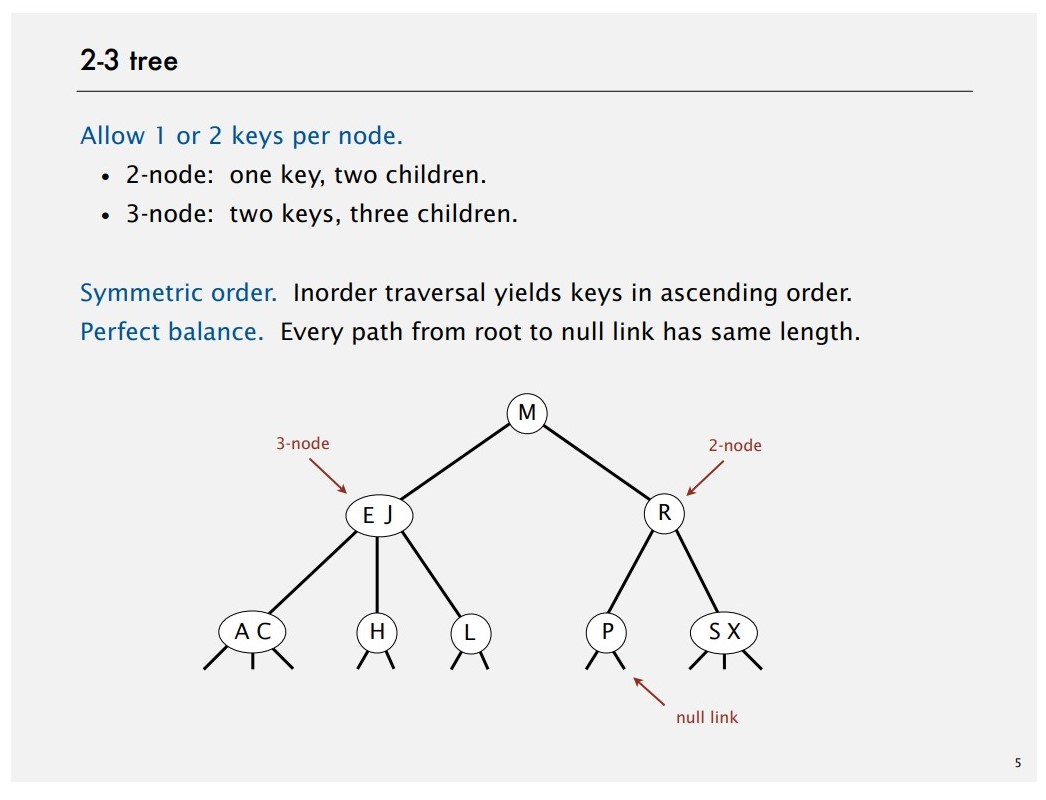 2-3 tree
Allow 1 or 2 keys per node.
• 2-node: one key, two children.
• 3-node: two keys, three children.
Symmetric order. Inorder traversal yields keys in ascending order.
Perfect balance. Every path from root to null link has same length.
M
3-node
2-node
E J
R
A C
H
L
P
S X
null link
5